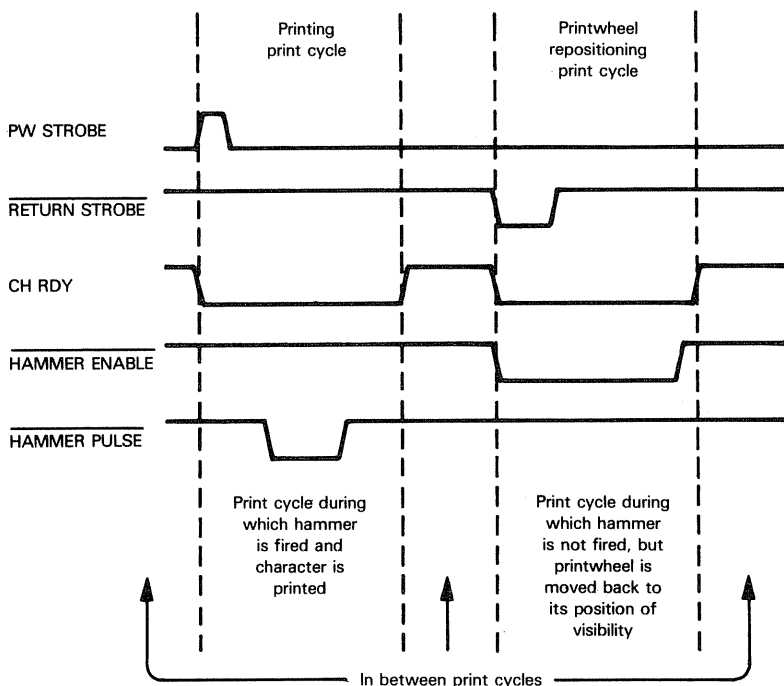 Printing
print cycle
Printwheel
repositioning
print cycle
PW STROBE
RETURN STROBE
CH RDY
HAMMER ENABLE
HAMMER PULSE
Print cycle during
which hammer
is fired and
character is
printed
Print cycle during
which hammer
is not fired, but
printwheel is
moved back to
its position of
visibility
In between print cycles